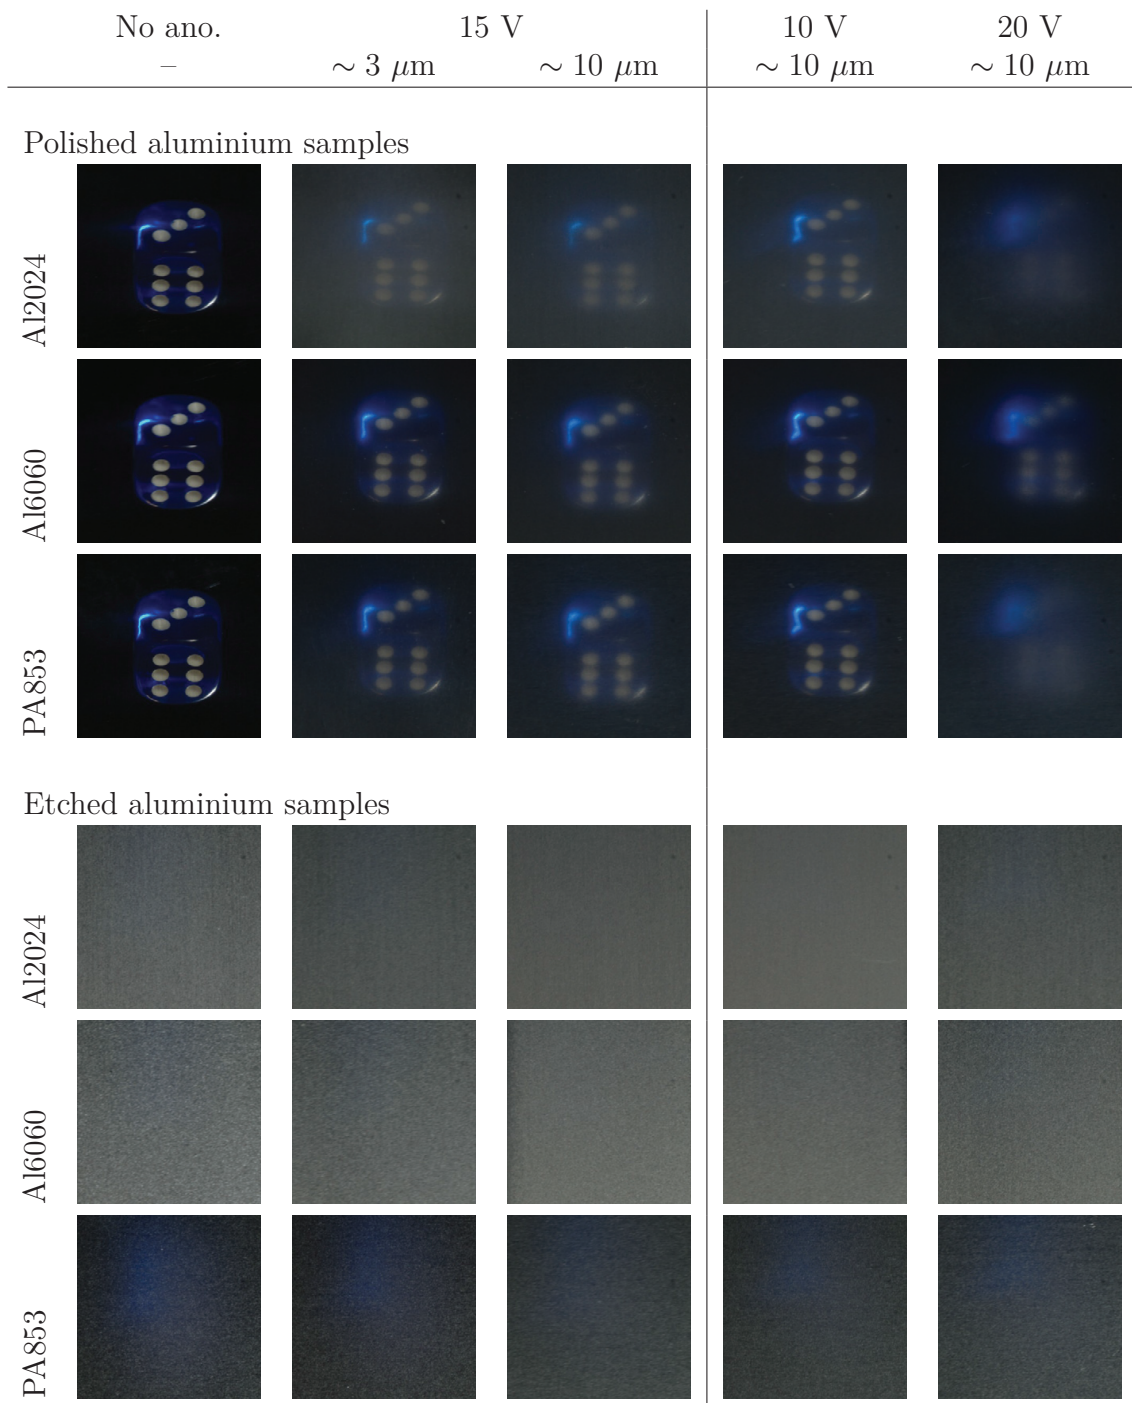 No ano. 15 V 10 V 20 V
– ∼ 3 μm ∼ 10 μm ∼ 10 μm ∼ 10 μm
Polished aluminium samples
Al2024
Al6060
PA853
Etched aluminium samples
Al2024
Al6060
PA853